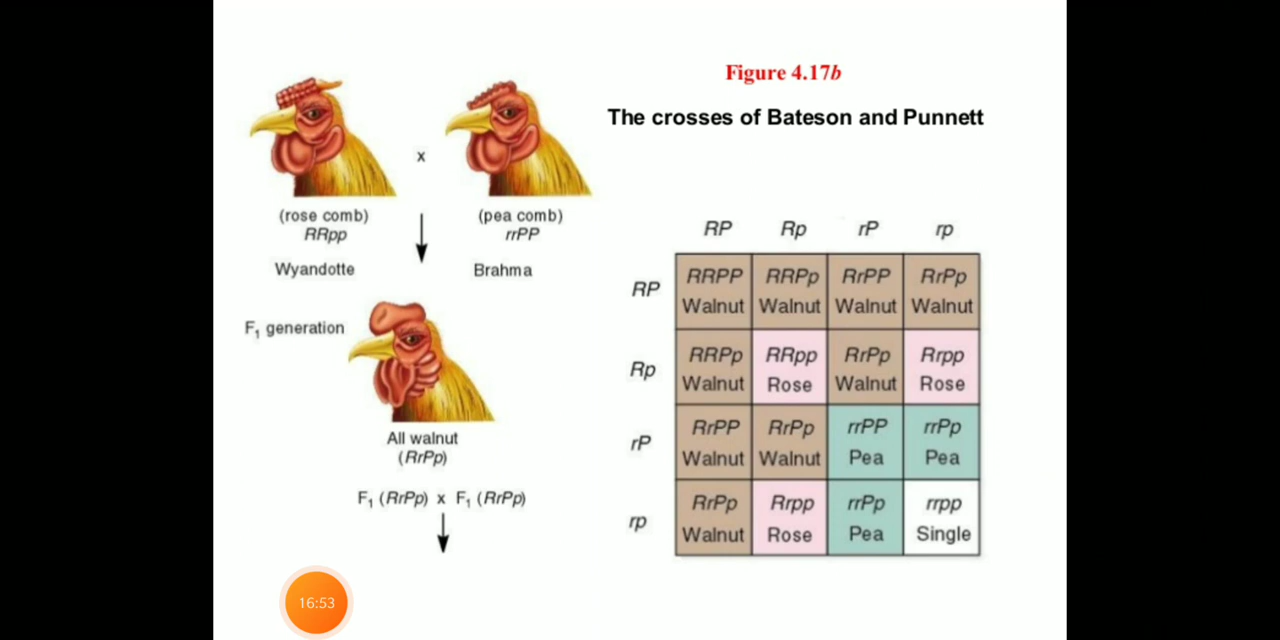 Figure 4.17b
The crosses of Bateson and Punnett
x
(rose comb) (pea comb)
RRpp rrPP
Wyandotte Brahma
F₁ generation
All walnut
(RrPp)
F₁ (RrPp) x F₁ (RrPp)
16:53
RP Rp rP rp
RP RRPP RRPp RrPP RrPp
Walnut Walnut Walnut Walnut
Rp RRPp RRpp RrPp Rrpp
Walnut Rose Walnut Rose
rP RrPP RrPp rrPP rrPp
Walnut Walnut Pea Pea
rp RrPp Rrpp rrPp rrpp
Walnut Rose Pea Single